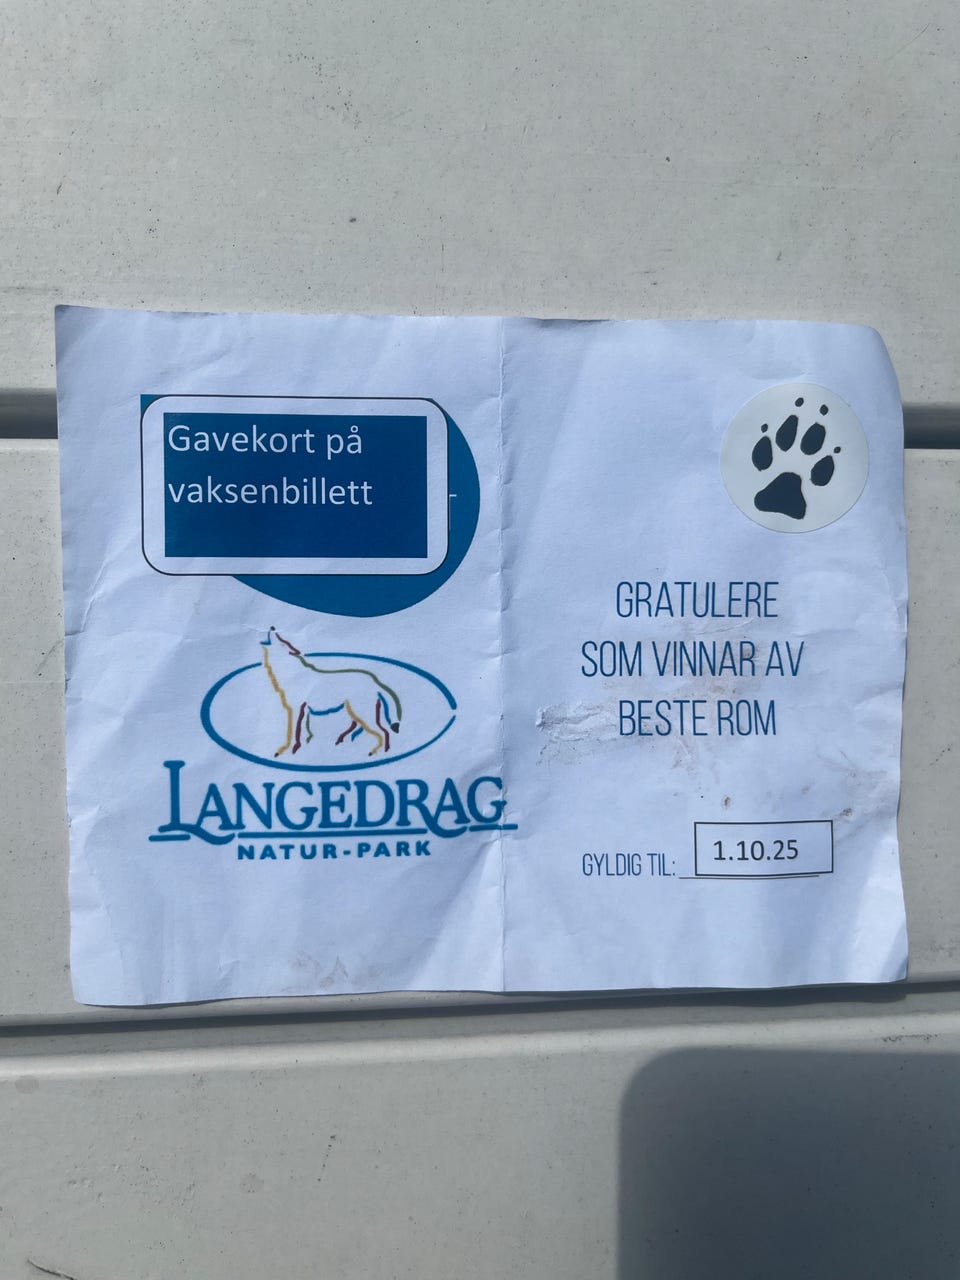 Gavekort på
vaksenbillett
LANGEDRAG
NATUR-PARK
GRATULERE
SOM VINNAR AV
BESTE ROM
GYLDIG TIL: 1.10.25